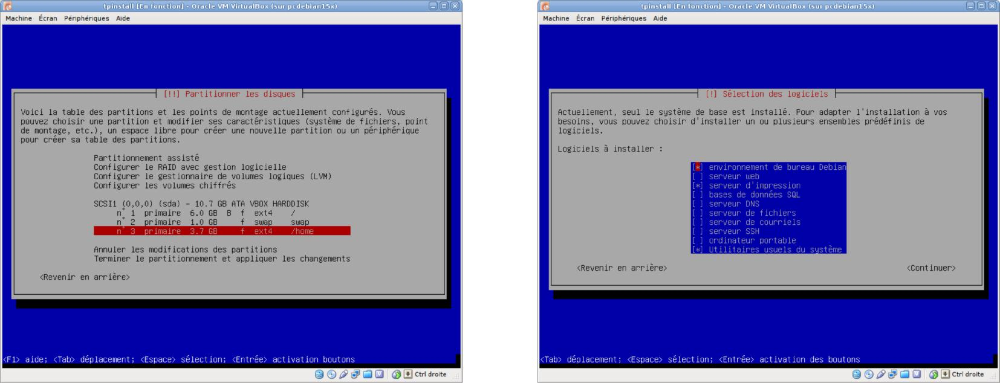 tpinstall [En fonction] - Oracle VM VirtualBox (sur pcdebian15x)
Machine Écran Périphériques Aide
[!!] Partitionner les disques
Voici la table des partitions et les points de montage actuellement configurés. Vous
pouvez choisir une partition et modifier ses caractéristiques (système de fichiers, point
de montage, etc.), un espace libre pour créer une nouvelle partition ou un périphérique
pour créer sa table des partitions.
Partitionnement assisté
Configurer le RAID avec gestion logicielle
Configurer le gestionnaire de volumes logiques (LVM)
Configurer les volumes chiffrés
SCSI1 (0,0,0) (sda) - 10.7 GB ATA VBOX HARDDISK
n° 1 primaire 6.0 GB B f ext4 /
n° 2 primaire 1.0 GB f swap swap
n° 3 primaire 3.7 GB f ext4 /home
Annuler les modifications des partitions
Terminer le partitionnement et appliquer les changements
<Revenir en arrière>
<F1> aide; <Tab> déplacement; <Espace> sélection; <Entrée> activation boutons
Ctrl droite
tpinstall [En fonction] - Oracle VM VirtualBox (sur pcdebian15x)
Machine Écran Périphériques Aide
[!] Sélection des logiciels
Actuellement, seul le système de base est installé. Pour adapter l'installation à vos
besoins, vous pouvez choisir d'installer un ou plusieurs ensembles prédéfinis de
logiciels.
Logiciels à installer :
[*] environnement de bureau Debian
[ ] serveur web
[*] serveur d'impression
[ ] bases de données SQL
[ ] serveur DNS
[ ] serveur de fichiers
[ ] serveur de courriels
[ ] serveur SSH
[ ] ordinateur portable
[*] Utilitaires usuels du système
<Revenir en arrière> <Continuer>
<Tab> déplacement; <Espace> sélection; <Entrée> activation des boutons
Ctrl droite